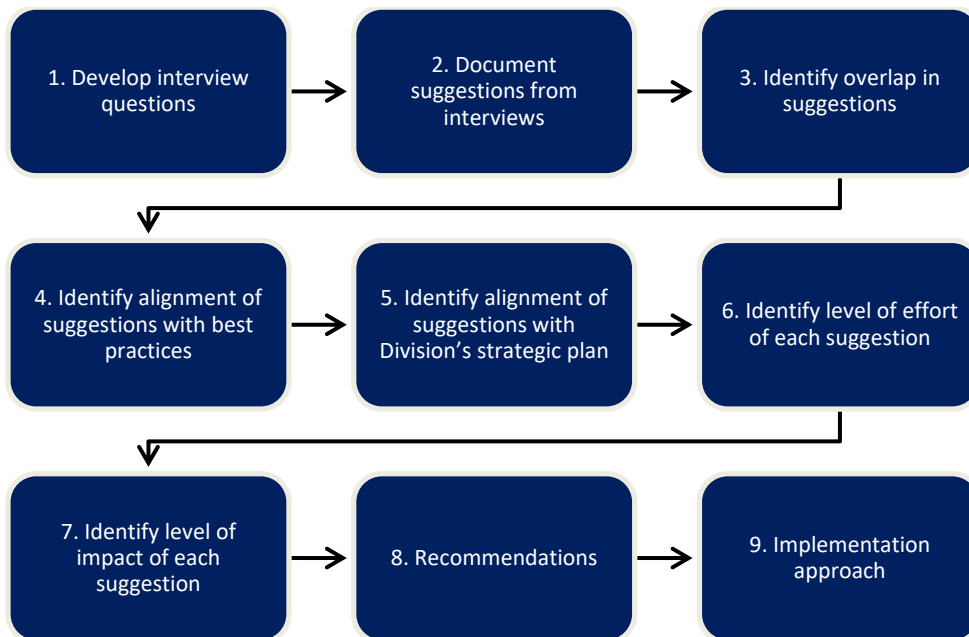 1. Develop interview
questions
2. Document
suggestions from
interviews
3. Identify overlap in
suggestions
4. Identify alignment of
suggestions with best
practices
5. Identify alignment of
suggestions with
Division’s strategic plan
6. Identify level of effort
of each suggestion
7. Identify level of
impact of each
suggestion
8. Recommendations
9. Implementation
approach